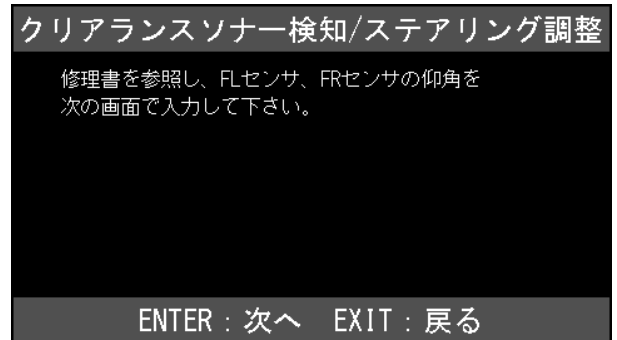 クリアランスソナー検知/ステアリング調整
修理書を参照し、FLセンサ、FRセンサの仰角を
次の画面で入力して下さい。
ENTER：次へ　EXIT：戻る